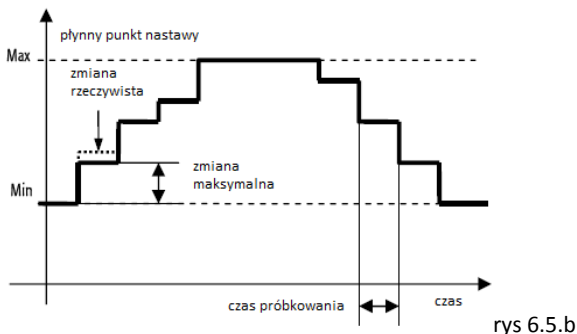 płynny punkt nastawy
Max
zmiana
rzeczywista
zmiana
maksymalna
Min
czas próbkowania
czas
rys 6.5.b